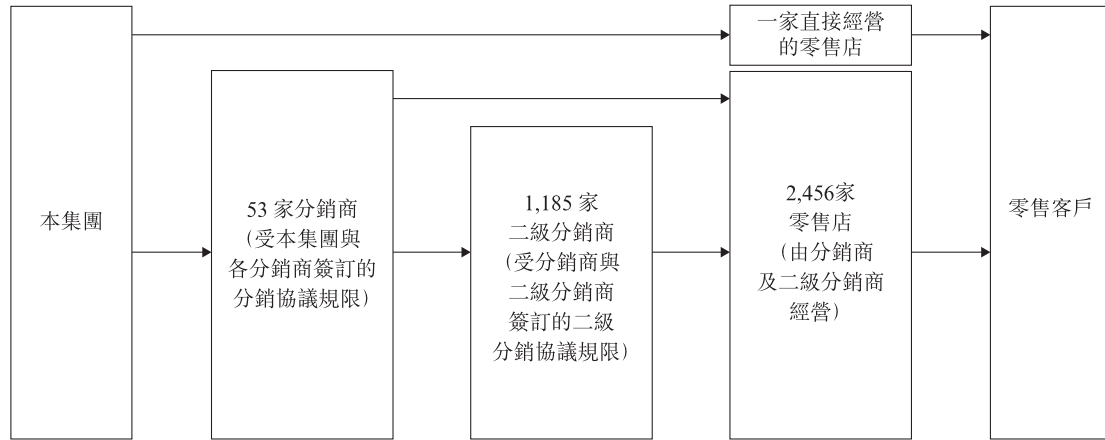 本集團
53 家分銷商
（受本集團與
各分銷商簽訂的
分銷協議規限）
1,185 家
二級分銷商
（受分銷商與
二級分銷商
簽訂的二級
分銷協議規限）
一家直接經營
的零售店
2,456家
零售店
（由分銷商
及二級分銷商
經營）
零售客戶